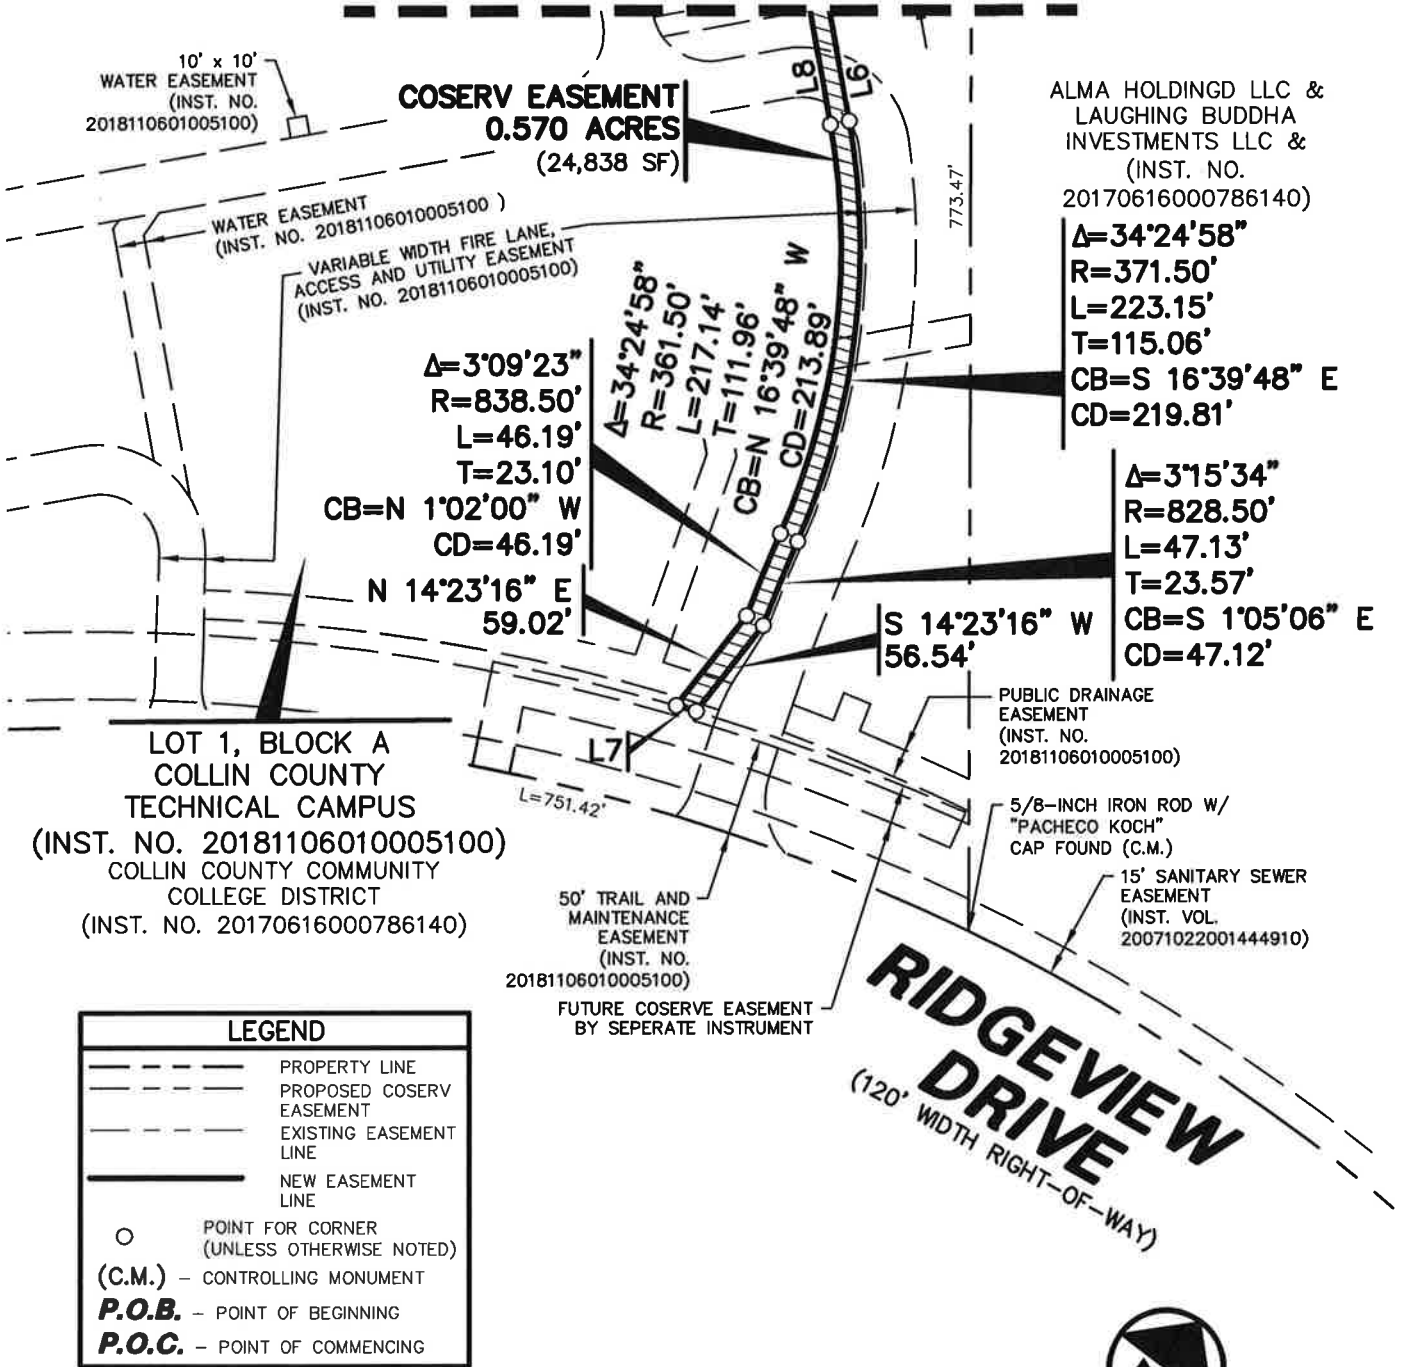 10' x 10'
WATER EASEMENT
(INST. NO.
20181106010​05100)
COSERV EASEMENT
0.570 ACRES
(24,838 SF)
L8
L6
ALMA HOLDINGD LLC &
LAUGHING BUDDHA
INVESTMENTS LLC &
(INST. NO.
20170616000786140)
773.47'
WATER EASEMENT
(INST. NO. 20181106010005100 )
VARIABLE WIDTH FIRE LANE,
ACCESS AND UTILITY EASEMENT
(INST. NO. 20181106010005100)
Δ=34°24'58"
R=371.50'
L=223.15'
T=115.06'
CB=S 16°39'48" E
CD=219.81'
Δ=34°24'58"
R=361.50'
L=217.14'
T=111.96'
CB=N 16°39'48" W
CD=213.89'
Δ=3°09'23"
R=838.50'
L=46.19'
T=23.10'
CB=N 1°02'00" W
CD=46.19'
Δ=3°15'34"
R=828.50'
L=47.13'
T=23.57'
CB=S 1°05'06" E
CD=47.12'
N 14°23'16" E
59.02'
S 14°23'16" W
56.54'
PUBLIC DRAINAGE
EASEMENT
(INST. NO.
20181106010005100)
L7
L=751.42'
LOT 1, BLOCK A
COLLIN COUNTY
TECHNICAL CAMPUS
(INST. NO. 20181106010005100)
COLLIN COUNTY COMMUNITY
COLLEGE DISTRICT
(INST. NO. 20170616000786140)
5/8-INCH IRON ROD W/
"PACHECO KOCH"
CAP FOUND (C.M.)
15' SANITARY SEWER
EASEMENT
(INST. VOL.
20071022001444910)
50' TRAIL AND
MAINTENANCE
EASEMENT
(INST. NO.
20181106010005100)
FUTURE COSERVE EASEMENT
BY SEPERATE INSTRUMENT
RIDGEVIEW
DRIVE
(120' WIDTH RIGHT-OF-WAY)
LEGEND
PROPERTY LINE
PROPOSED COSERV
EASEMENT
EXISTING EASEMENT
LINE
NEW EASEMENT
LINE
POINT FOR CORNER
(UNLESS OTHERWISE NOTED)
(C.M.) - CONTROLLING MONUMENT
P.O.B. - POINT OF BEGINNING
P.O.C. - POINT OF COMMENCING